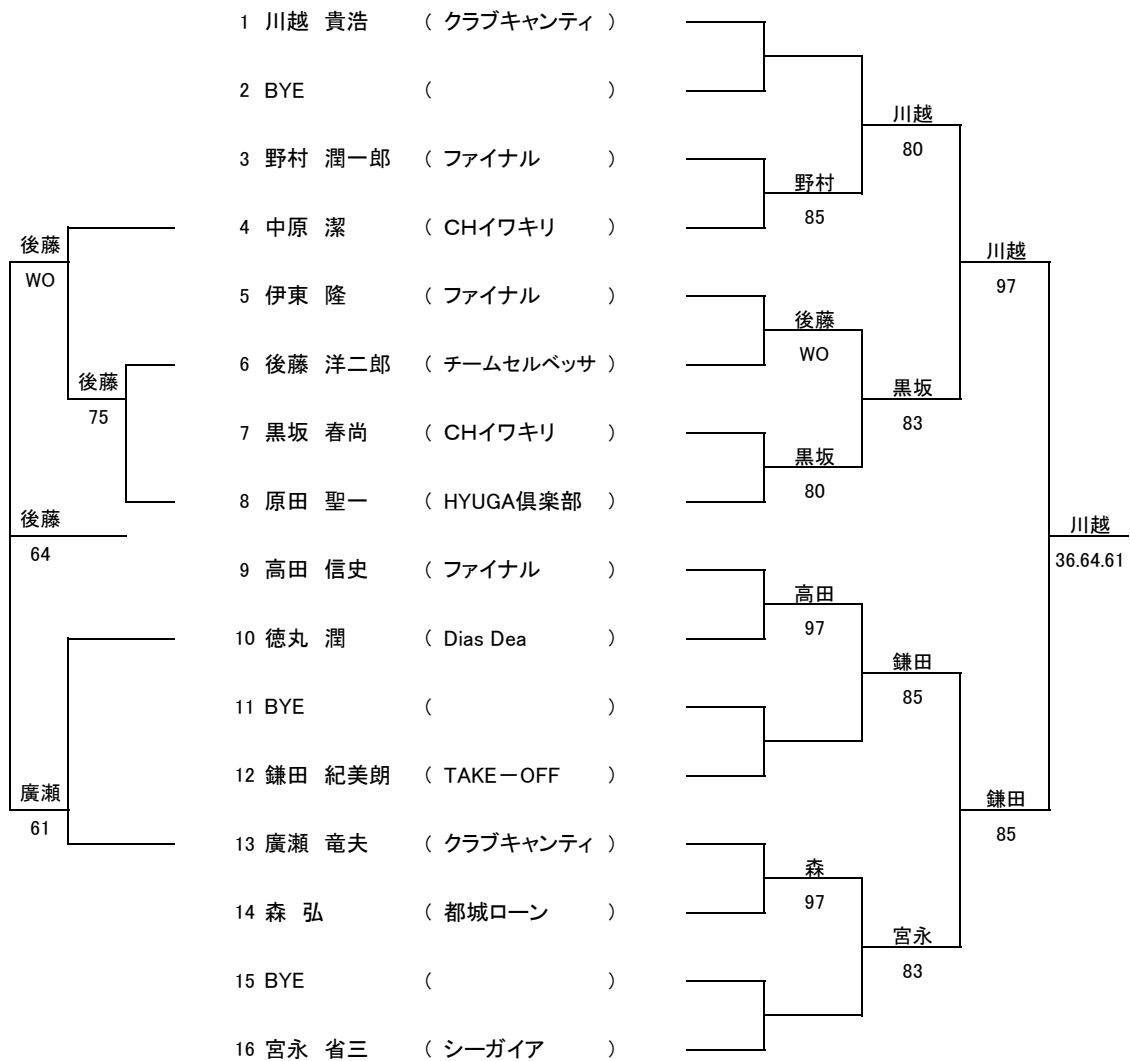 1 川越 貴浩 ( クラブキャンティ )
2 BYE ( )
川越
80
3 野村 潤一郎 ( ファイナル )
野村
85
4 中原 潔 ( CHイワキリ )
後藤
WO
川越
97
5 伊東 隆 ( ファイナル )
後藤
WO
6 後藤 洋二郎 ( チームセルベッサ )
後藤
75
黒坂
83
7 黒坂 春尚 ( CHイワキリ )
黒坂
80
8 原田 聖一 ( HYUGA倶楽部 )
後藤
64
川越
36.64.61
9 高田 信史 ( ファイナル )
高田
97
10 徳丸 潤 ( Dias Dea )
鎌田
85
11 BYE ( )
12 鎌田 紀美朗 ( TAKE－OFF )
廣瀬
61
鎌田
85
13 廣瀬 竜夫 ( クラブキャンティ )
森
97
14 森 弘 ( 都城ローン )
宮永
83
15 BYE ( )
16 宮永 省三 ( シーガイア )